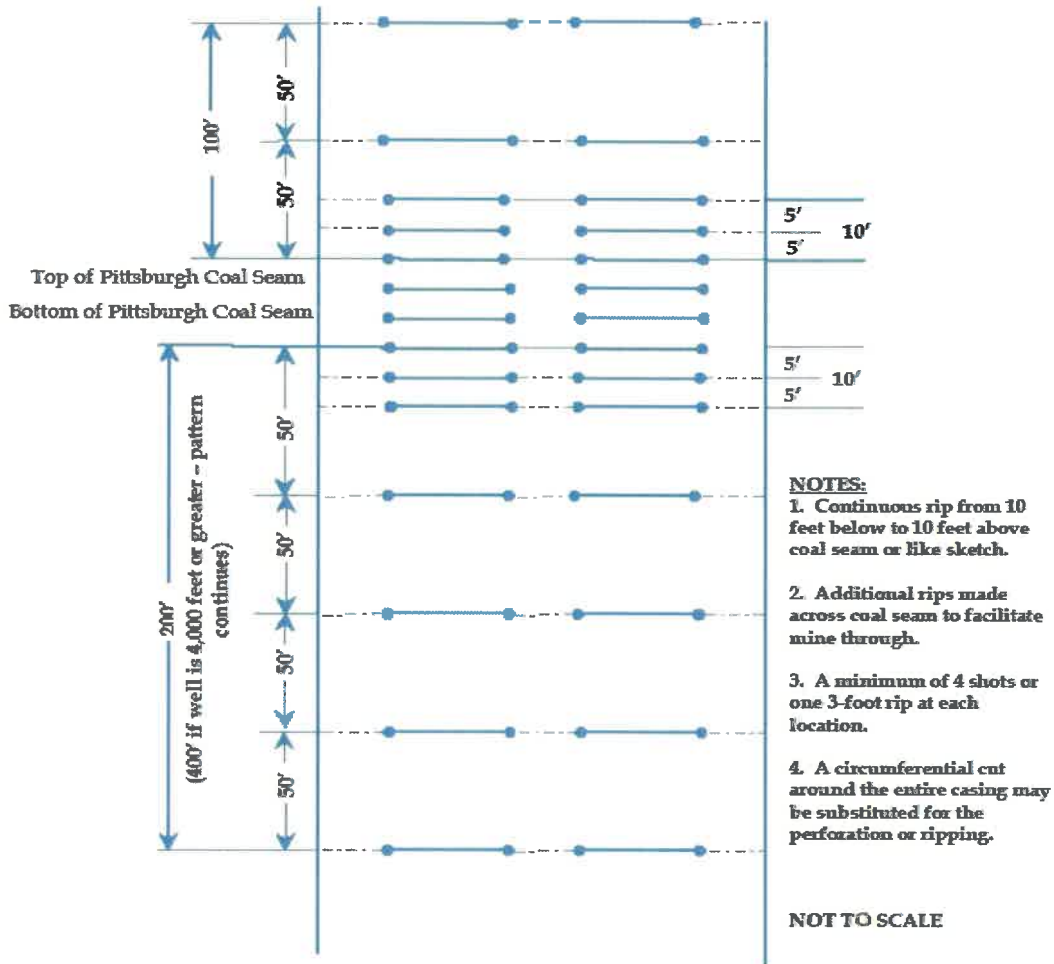 50'
100'
50'
5'
10'
5'
Top of Pittsburgh Coal Seam
Bottom of Pittsburgh Coal Seam
5'
10'
5'
50'
200'
(400' if well is 4,000 feet or greater – pattern
continues)
50'
50'
50'
NOTES:
1. Continuous rip from 10
feet below to 10 feet above
coal seam or like sketch.
2. Additional rips made
across coal seam to facilitate
mine through.
3. A minimum of 4 shots or
one 3-foot rip at each
location.
4. A circumferential cut
around the entire casing may
be substituted for the
perforation or ripping.
NOT TO SCALE